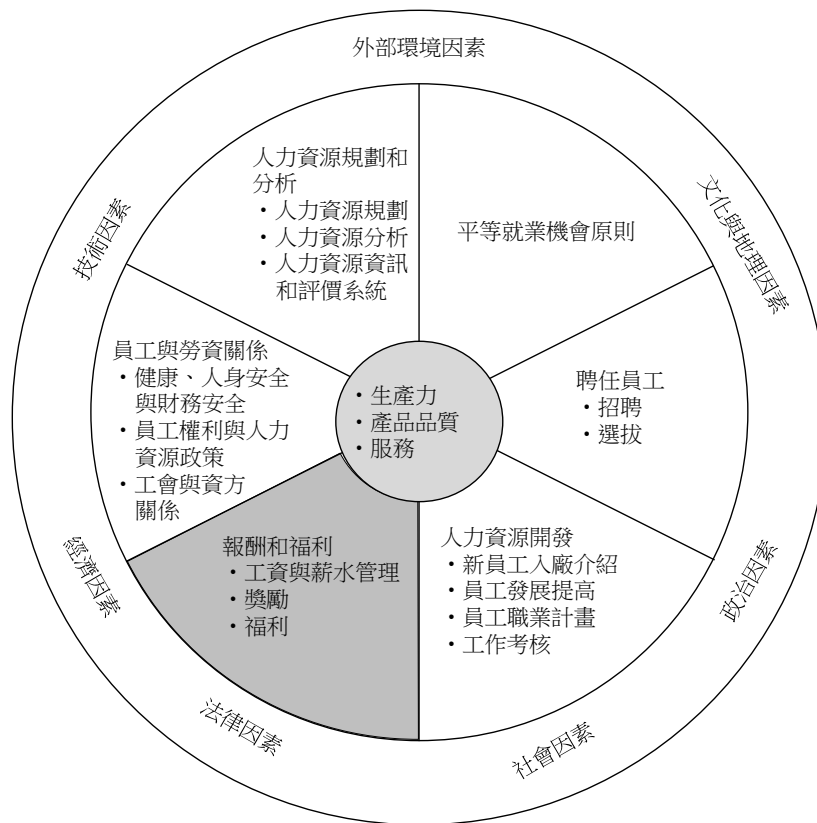 外部環境因素
人力資源規劃和
分析
・人力資源規劃
・人力資源分析
・人力資源資訊
和評價系統
平等就業機會原則
技術因素
文化與地理因素
員工與勞資關係
・健康、人身安全
與財務安全
・員工權利與人力
資源政策
・工會與資方
關係
・生產力
・產品品質
・服務
聘任員工
・招聘
・選拔
報酬和福利
・工資與薪水管理
・獎勵
・福利
人力資源開發
・新員工入廠介紹
・員工發展提高
・員工職業計畫
・工作考核
經濟因素
政治因素
法律因素
社會因素